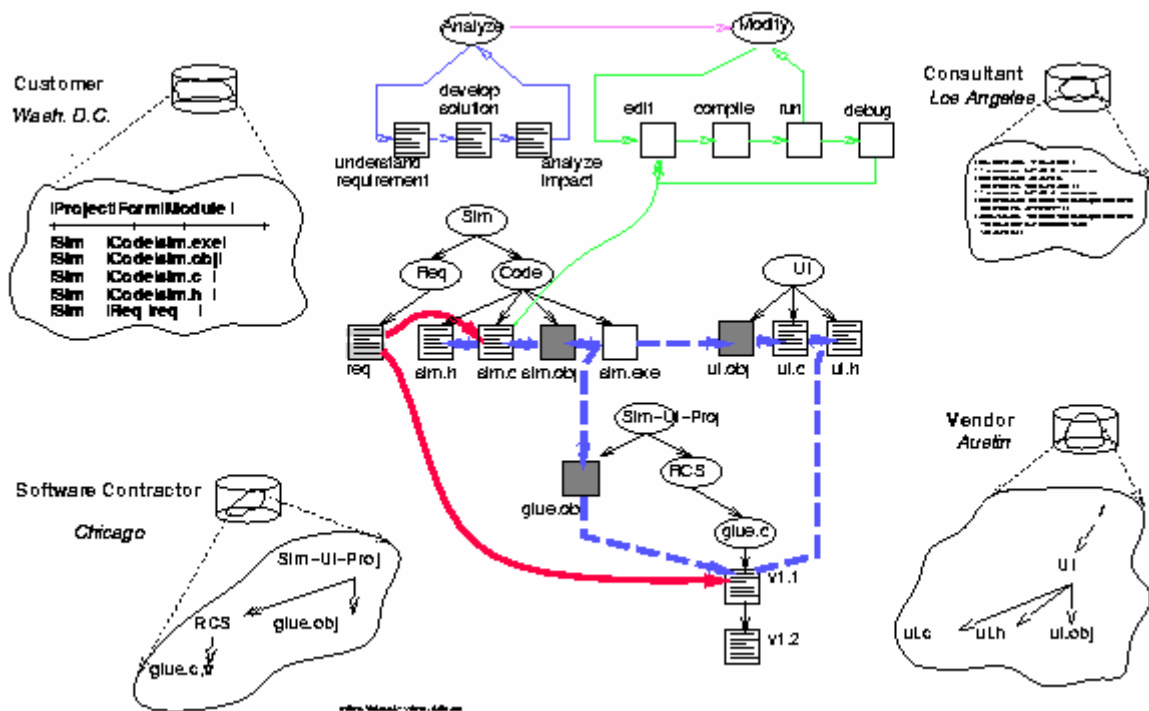 Analyze
Modify
Customer
Wash. D.C.
develop
solution
edit
compile
run
debug
Consultant
Los Angeles
understand
requirement
analyze
impact
|Project|Form|Module |
|Sim |Code|sim.exe|
|Sim |Code|sim.obj|
|Sim |Code|sim.c |
|Sim |Code|sim.h |
|Sim |Req |req |
Sim
Req
Code
UI
req
sim.h
sim.c
sim.obj
sim.exe
ui.obj
ui.c
ui.h
Sim-UI-Proj
RCS
glue.obj
glue.c
v1.1
v1.2
Vendor
Austin
/
UI
ui.c
ui.h
ui.obj
Software Contractor
Chicago
Sim-UI-Proj
RCS
glue.obj
glue.c,v